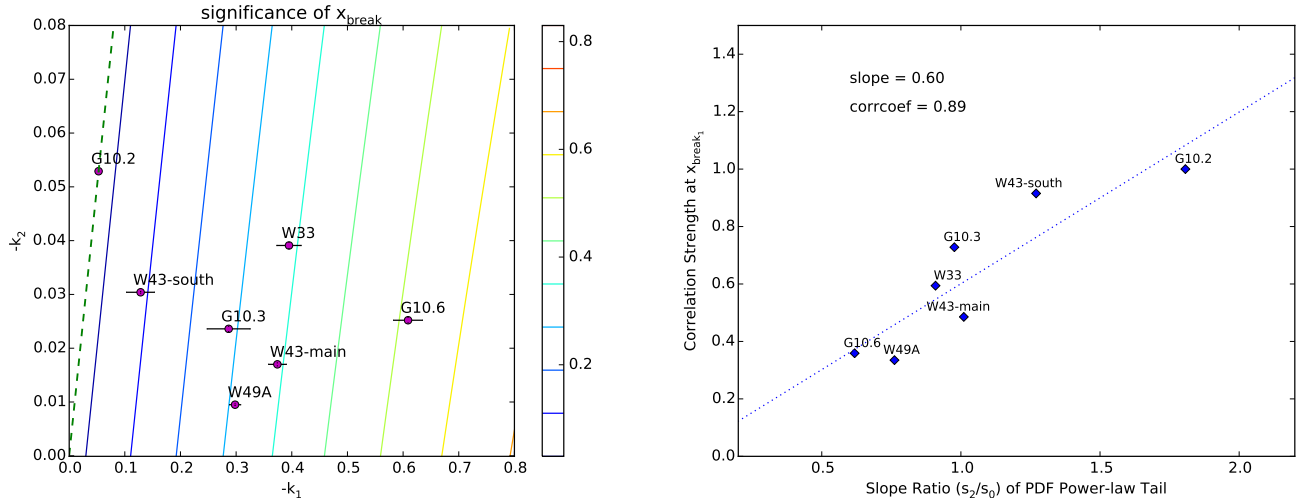 significance of x_break
0.08
0.07
0.06
0.05
0.04
0.03
0.02
0.01
0.00
-k_2
0.0 0.1 0.2 0.3 0.4 0.5 0.6 0.7 0.8
-k_1
G10.2
W33
W43-south
G10.3
G10.6
W43-main
W49A
0.8
0.6
0.4
0.2
1.4
1.2
1.0
0.8
0.6
0.4
0.2
0.0
Correlation Strength at x_break_1
slope = 0.60
corrcoef = 0.89
G10.2
W43-south
G10.3
W33
W43-main
G10.6
W49A
0.5 1.0 1.5 2.0
Slope Ratio (s_2/s_0) of PDF Power-law Tail